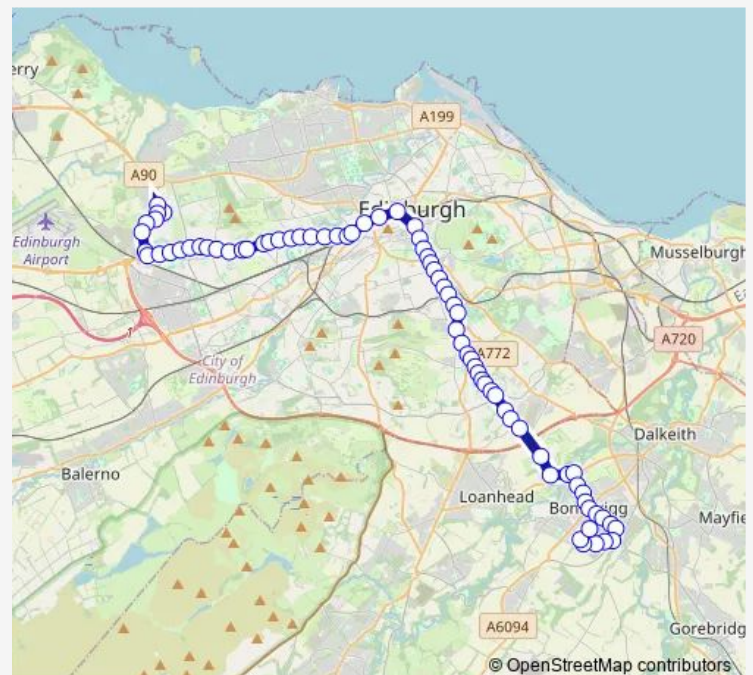 erry
A199
A90
Edinburgh
Edinburgh
Airport
Musselburgh
A772
A720
City of
Edinburgh
Dalkeith
Balerno
Loanhead
Mayfie
A6094
Gorebridg
© OpenStreetMap contributors